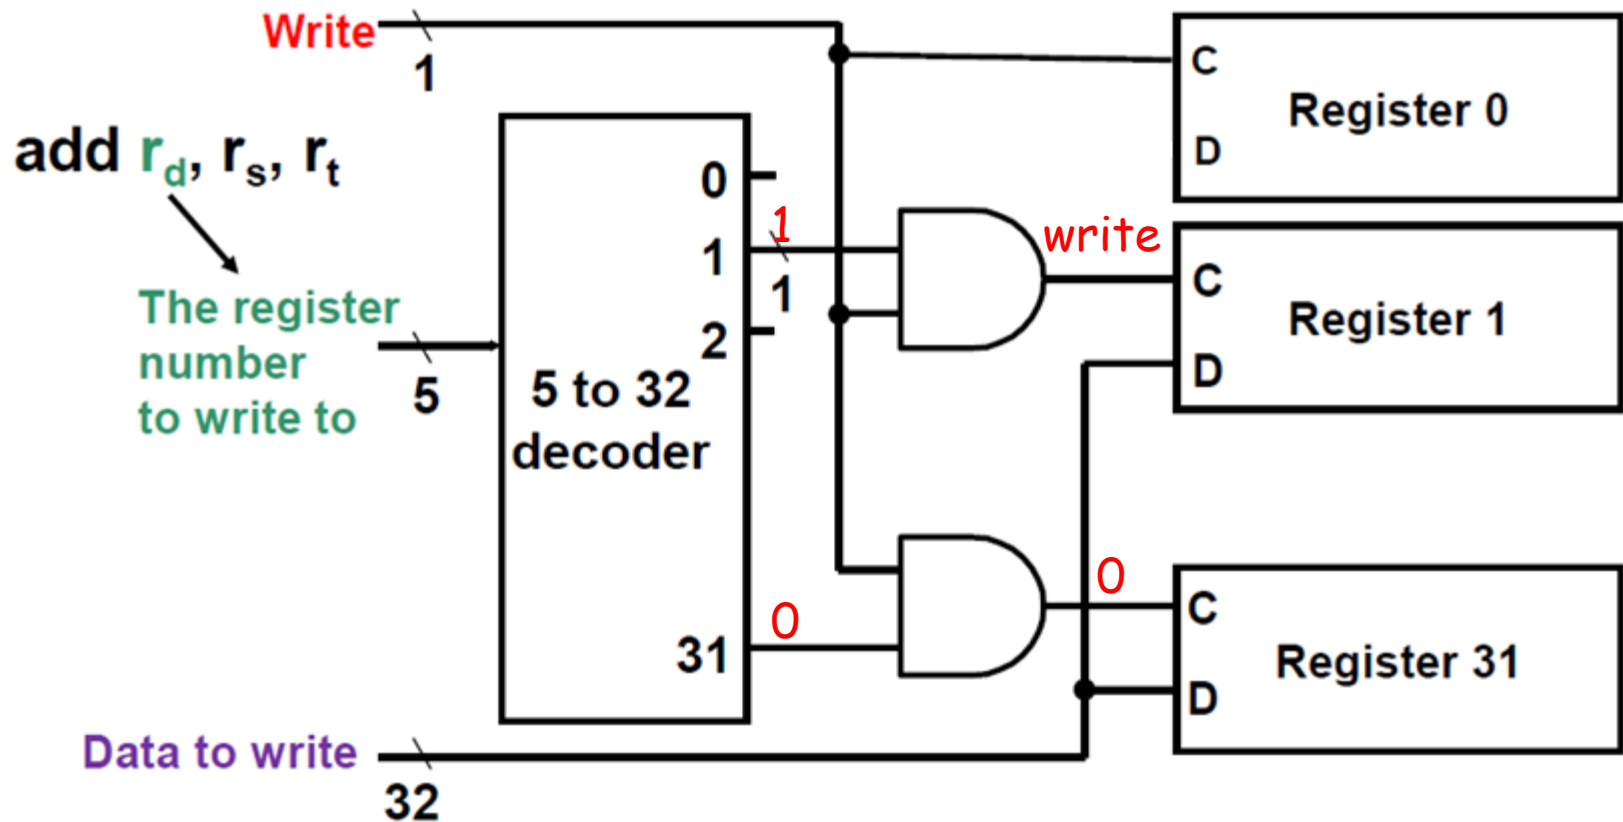 Write
1
add rd, rs, rt
The register
number
to write to
5
5 to 32
decoder
0
1
2
31
1
1
0
write
0
Data to write
32
C
D
Register 0
C
D
Register 1
C
D
Register 31